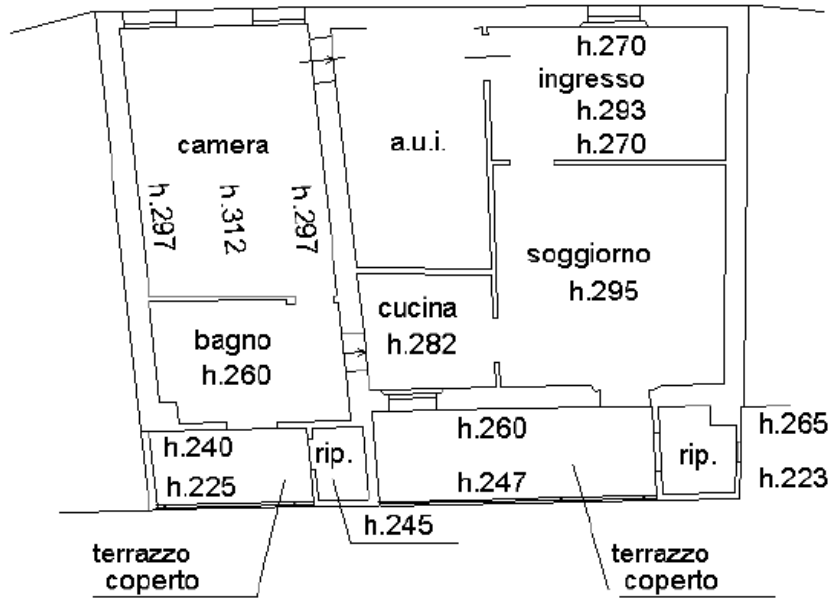 h.270
ingresso
h.293
h.270
camera
a.u.i.
h.297
h.312
h.297
soggiorno
h.295
cucina
h.282
bagno
h.260
h.240
h.225
rip.
h.245
h.260
h.247
rip.
h.265
h.223
terrazzo
coperto
terrazzo
coperto